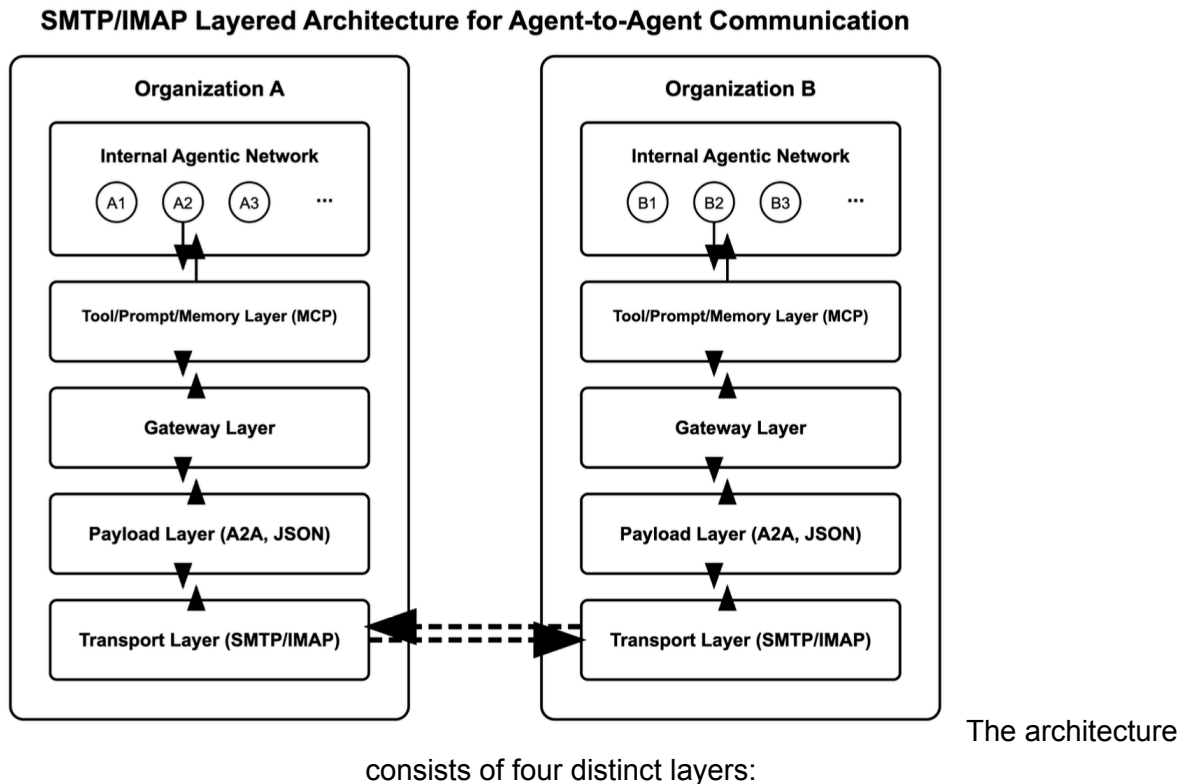 SMTP/IMAP Layered Architecture for Agent-to-Agent Communication
Organization A
Internal Agentic Network
A1 A2 A3 ...
Tool/Prompt/Memory Layer (MCP)
Gateway Layer
Payload Layer (A2A, JSON)
Transport Layer (SMTP/IMAP)
Organization B
Internal Agentic Network
B1 B2 B3 ...
Tool/Prompt/Memory Layer (MCP)
Gateway Layer
Payload Layer (A2A, JSON)
Transport Layer (SMTP/IMAP)
The architecture
consists of four distinct layers: